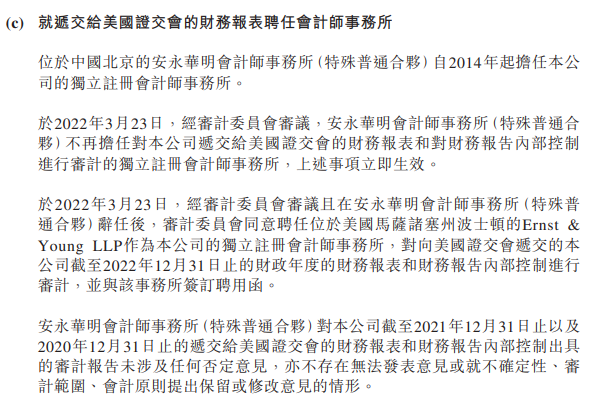 (c) 就遞交給美國證交會的財務報表聘任會計師事務所
位於中國北京的安永華明會計師事務所(特殊普通合夥)自2014年起擔任本公
司的獨立註冊會計師事務所。
於2022年3月23日，經審計委員會審議，安永華明會計師事務所(特殊普通合
夥)不再擔任對本公司遞交給美國證交會的財務報表和對財務報告內部控制
進行審計的獨立註冊會計師事務所，上述事項立即生效。
於2022年3月23日，經審計委員會審議且在安永華明會計師事務所(特殊普
通合夥)辭任後，審計委員會同意聘任位於美國馬薩諸塞州波士頓的Ernst &
Young LLP作為本公司的獨立註冊會計師事務所，對向美國證交會遞交的本
公司截至2022年12月31日止的財政年度的財務報表和財務報告內部控制進行
審計，並與該事務所簽訂聘用函。
安永華明會計師事務所(特殊普通合夥)對本公司截至2021年12月31日止以及
2020年12月31日止的遞交給美國證交會的財務報表和財務報告內部控制出具
的審計報告未涉及任何否定意見，亦不存在無法發表意見或就不確定性、審
計範圍、會計原則提出保留或修改意見的情形。